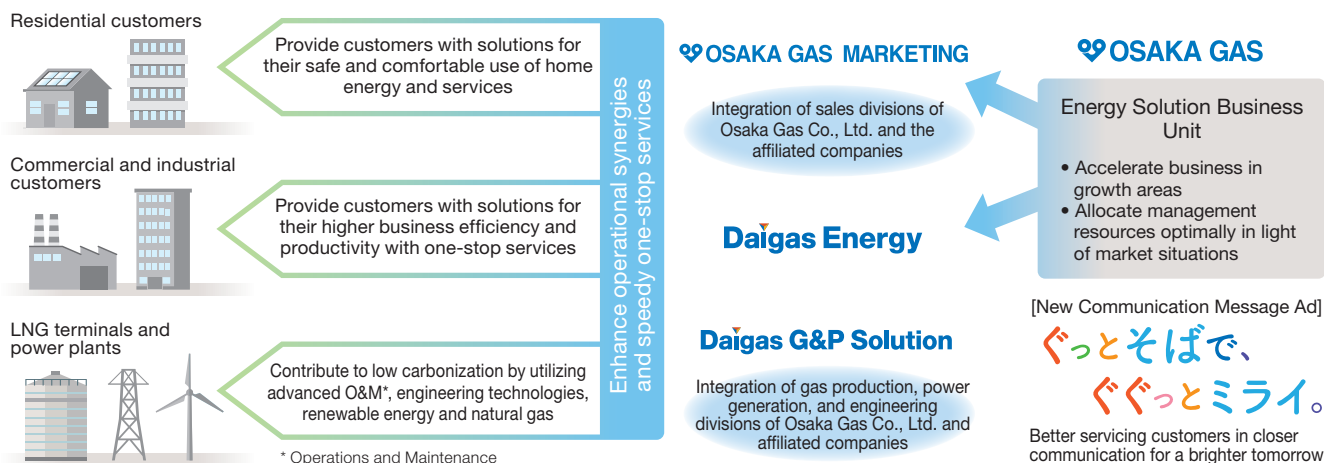 Residential customers
Provide customers with solutions for
their safe and comfortable use of home
energy and services
Commercial and industrial
customers
Provide customers with solutions for
their higher business efficiency and
productivity with one-stop services
LNG terminals and
power plants
Contribute to low carbonization by utilizing
advanced O&M*, engineering technologies,
renewable energy and natural gas
* Operations and Maintenance
Enhance operational synergies
and speedy one-stop services
OSAKA GAS MARKETING
Integration of sales divisions of
Osaka Gas Co., Ltd. and the
affiliated companies
Daigas Energy
Daigas G&P Solution
Integration of gas production, power
generation, and engineering
divisions of Osaka Gas Co., Ltd. and
affiliated companies
OSAKA GAS
Energy Solution Business
Unit
• Accelerate business in
growth areas
• Allocate management
resources optimally in light
of market situations
[New Communication Message Ad]
ぐっとそばで、
ぐぐっとミライ。
Better servicing customers in closer
communication for a brighter tomorrow